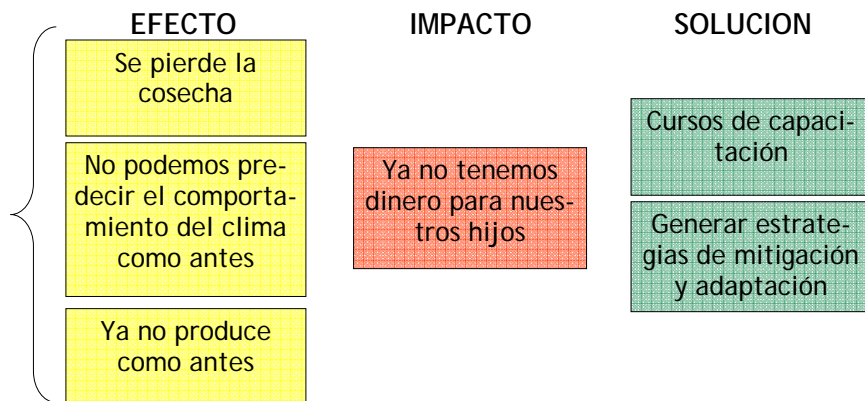 EFECTO
Se pierde la
cosecha
No podemos pre-
decir el comporta-
miento del clima
como antes
Ya no produce
como antes
IMPACTO
Ya no tenemos
dinero para nues-
tros hijos
SOLUCION
Cursos de capaci-
tación
Generar estrate-
gias de mitigación
y adaptación